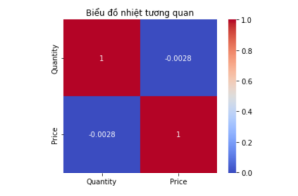 Biểu đồ nhiệt tương quan
Quantity
Price
1
-0.0028
-0.0028
1
Quantity
Price
1.0
0.8
0.6
0.4
0.2
0.0